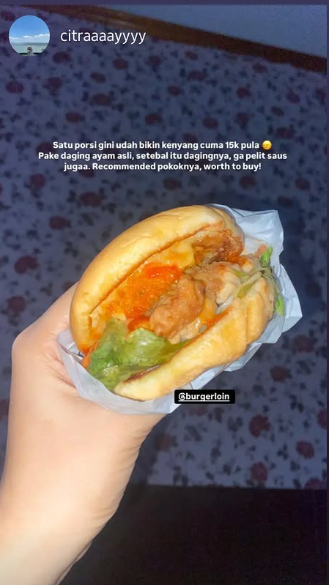 citraaaayyyy
Satu porsi gini udah bikin kenyang cuma 15k pula 🤭
Pake daging ayam asli, setebal itu dagingnya, ga pelit saus
jugaa. Recommended pokoknya, worth to buy!
@burgerloin